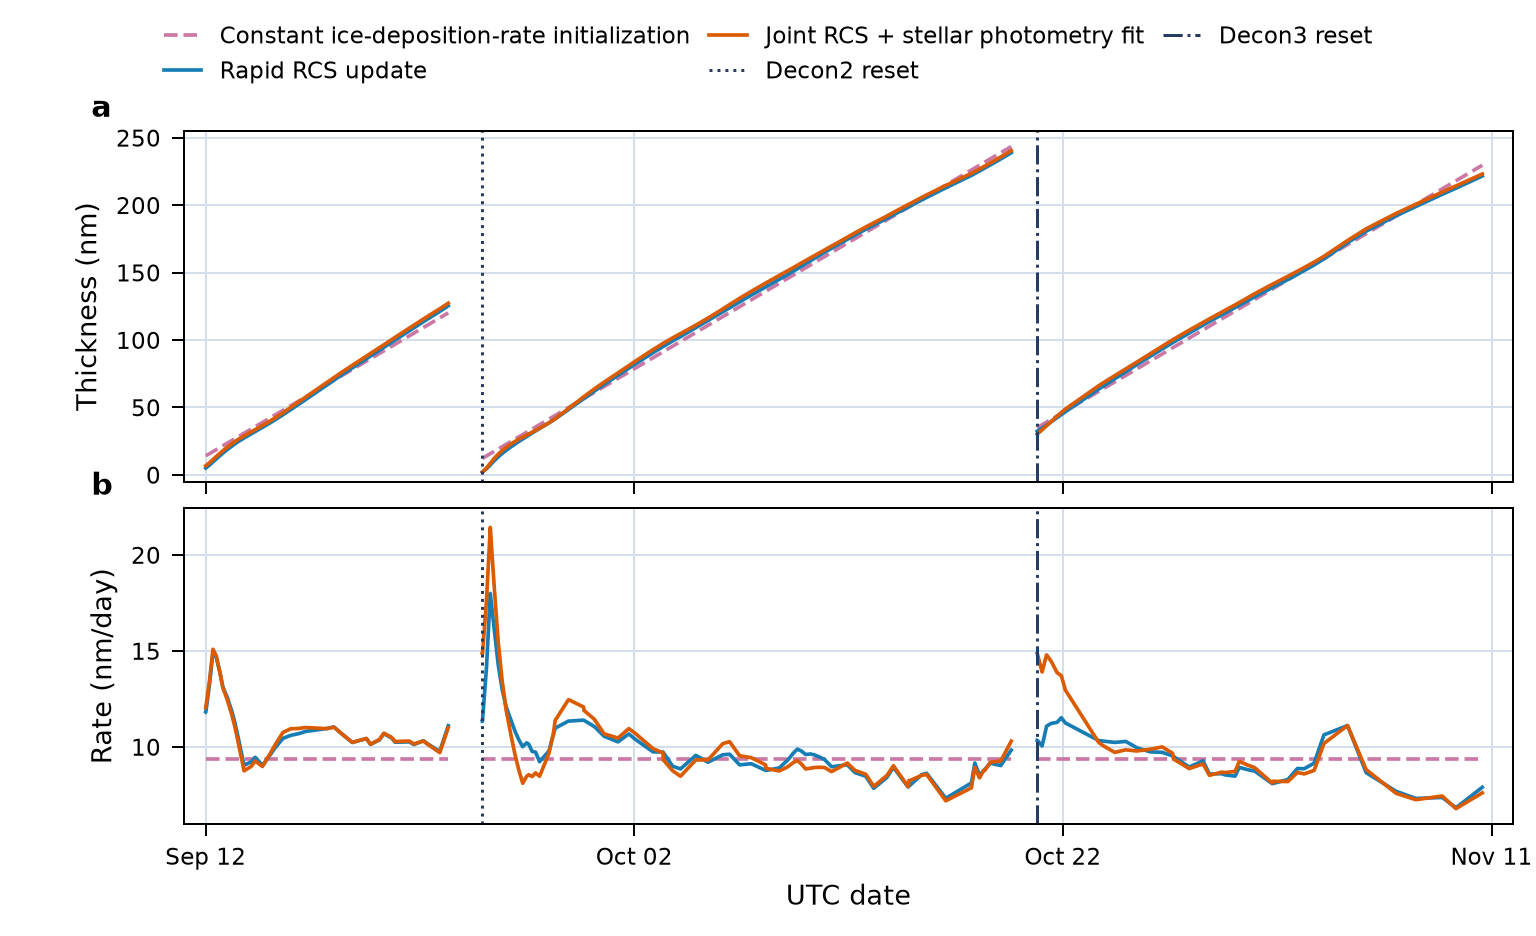 Constant ice-deposition-rate initialization
Rapid RCS update
Joint RCS + stellar photometry fit
Decon2 reset
Decon3 reset
a
250
200
150
100
50
0
Thickness (nm)
b
20
15
10
Rate (nm/day)
Sep 12
Oct 02
Oct 22
Nov 11
UTC date